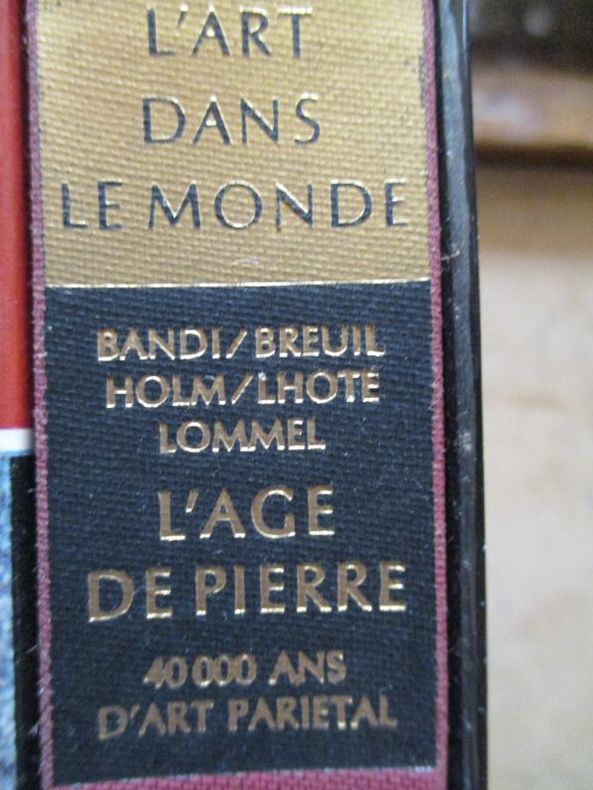 L'ART
DANS
LE MONDE
BANDI/BREUIL
HOLM/LHOTE
LOMMEL
L'AGE
DE PIERRE
40 000 ANS
D'ART PARIETAL